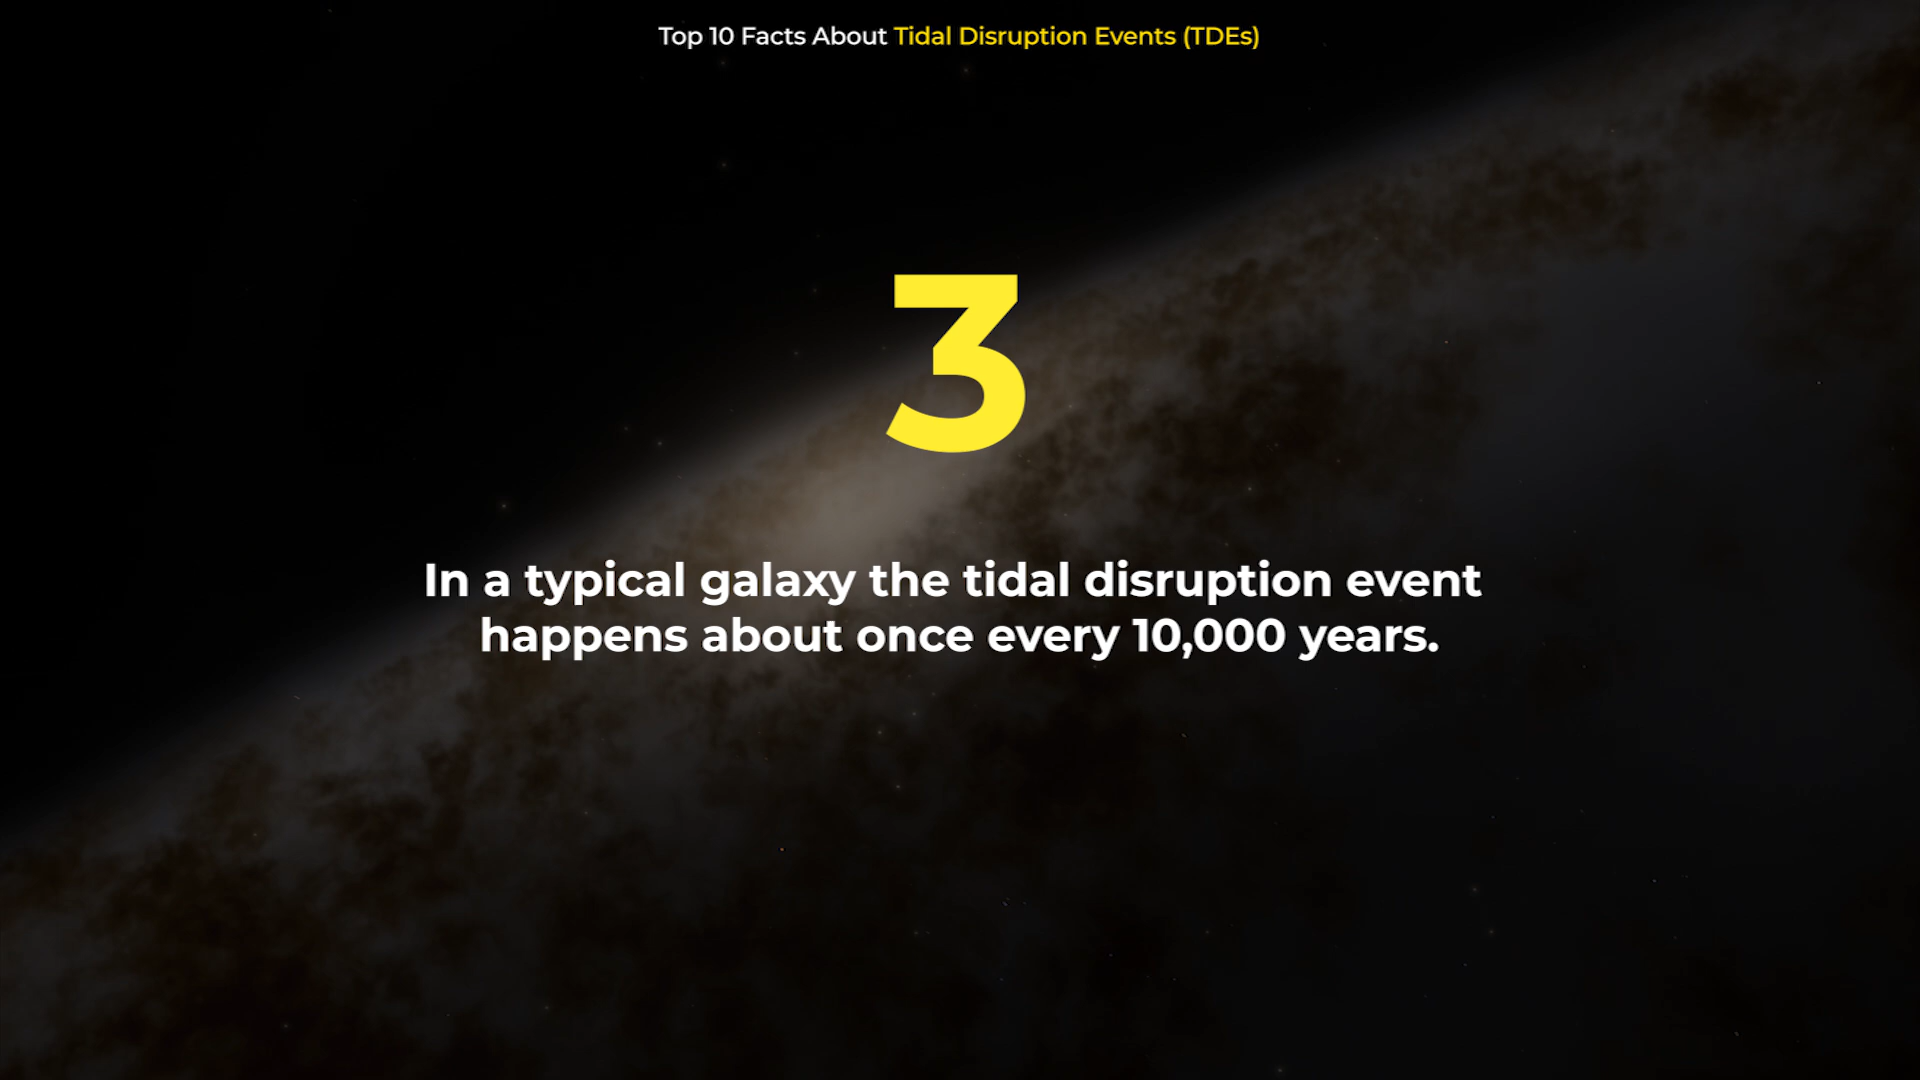 Top 10 Facts About Tidal Disruption Events (TDEs)
3
In a typical galaxy the tidal disruption event
happens about once every 10,000 years.